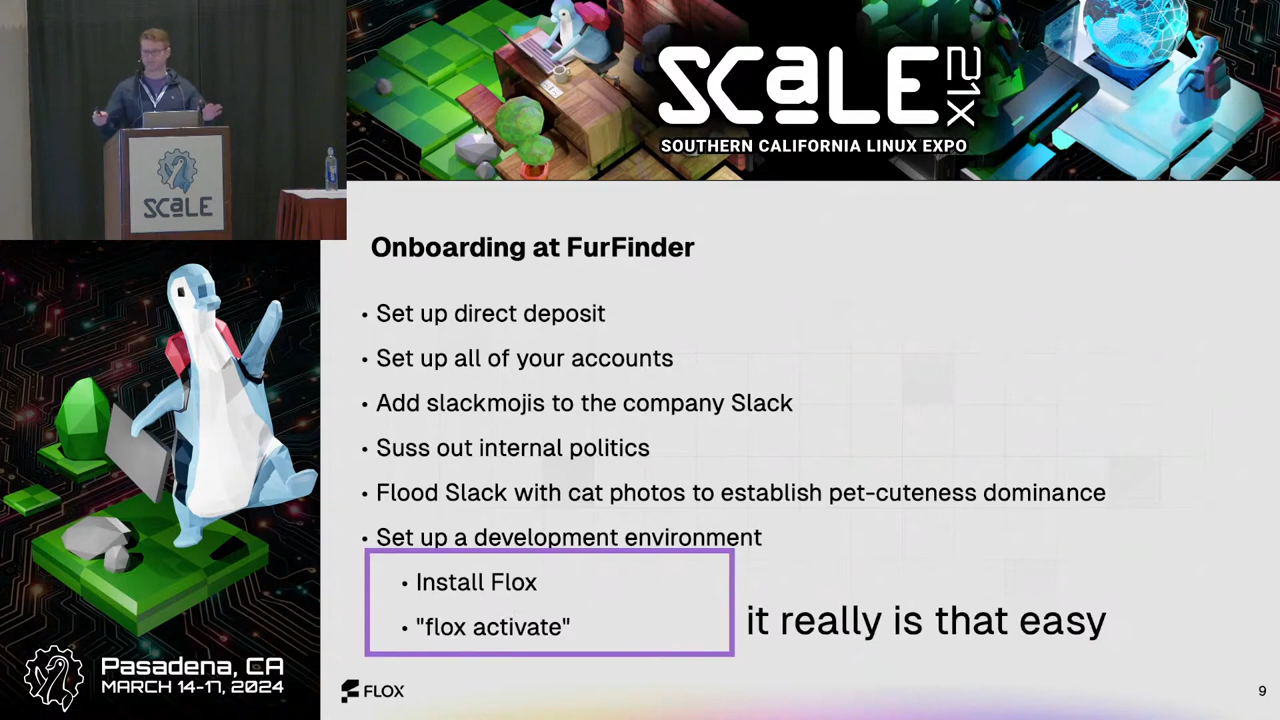 SCALE 21X
SOUTHERN CALIFORNIA LINUX EXPO
SCALE
Onboarding at FurFinder
• Set up direct deposit
• Set up all of your accounts
• Add slackmojis to the company Slack
• Suss out internal politics
• Flood Slack with cat photos to establish pet-cuteness dominance
• Set up a development environment
• Install Flox
• "flox activate"
it really is that easy
Pasadena, CA
MARCH 14-17, 2024
FLOX
9